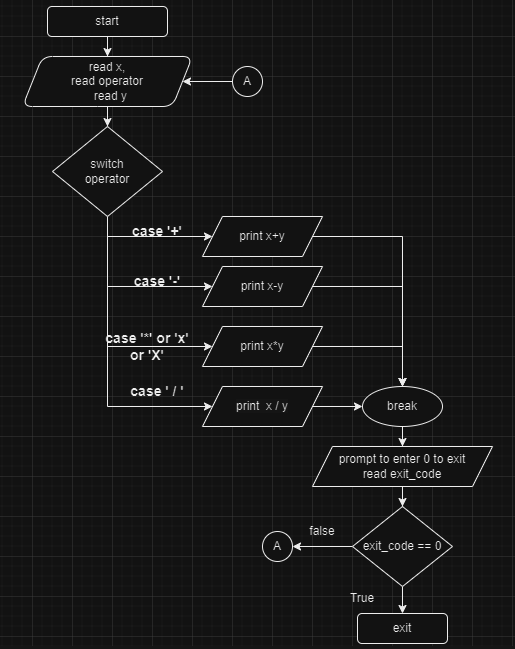 start
read x,
read operator
read y
A
switch
operator
case '+'
print x+y
case '-'
print x-y
case '*' or 'x'
or 'X'
print x*y
case ' / '
print x / y
break
prompt to enter 0 to exit
read exit_code
false
A
exit_code == 0
True
exit